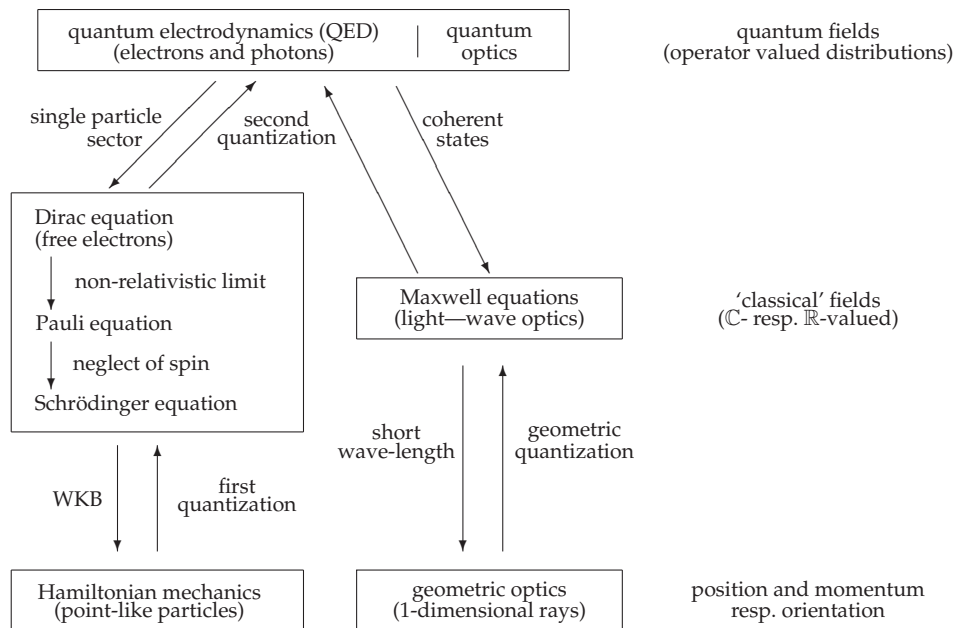 quantum electrodynamics (QED) | quantum
(electrons and photons) optics
quantum fields
(operator valued distributions)
single particle
sector
second
quantization
coherent
states
Dirac equation
(free electrons)
non-relativistic limit
Pauli equation
neglect of spin
Schrödinger equation
Maxwell equations
(light—wave optics)
‘classical’ fields
(ℂ- resp. ℝ-valued)
WKB
first
quantization
short
wave-length
geometric
quantization
Hamiltonian mechanics
(point-like particles)
geometric optics
(1-dimensional rays)
position and momentum
resp. orientation